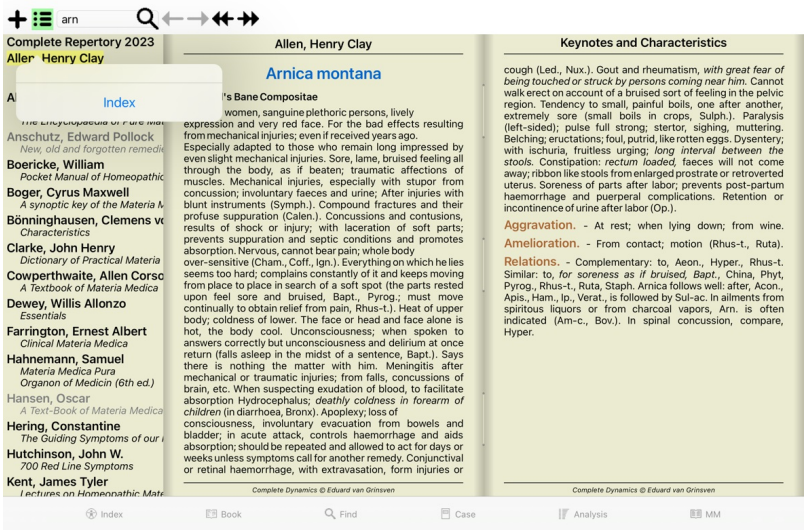 arn
Complete Repertory 2023
Allen, Henry Clay
Index
The Encyclopaedia of Pure Mat
Anschutz, Edward Pollock
New, old and forgotten remedie
Boericke, William
Pocket Manual of Homeopathic
Boger, Cyrus Maxwell
A synoptic key of the Materia M
Bönninghausen, Clemens vo
Characteristics
Clarke, John Henry
Dictionary of Practical Materia
Cowperthwaite, Allen Corso
A Textbook of Materia Medica
Dewey, Willis Allonzo
Essentials
Farrington, Ernest Albert
Clinical Materia Medica
Hahnemann, Samuel
Materia Medica Pura
Organon of Medicin (6th ed.)
Hansen, Oscar
A Text-Book of Materia Medica
Hering, Constantine
The Guiding Symptoms of our
Hutchinson, John W.
700 Red Line Symptoms
Kent, James Tyler
Lectures on Homeopathic Mate
Allen, Henry Clay
Arnica montana
's Bane Compositae
women, sanguine plethoric persons, lively
expression and very red face. For the bad effects resulting
from mechanical injuries; even if received years ago.
Especially adapted to those who remain long impressed by
even slight mechanical injuries. Sore, lame, bruised feeling all
through the body, as if beaten; traumatic affections of
muscles. Mechanical injuries, especially with stupor from
concussion; involuntary faeces and urine; After injuries with
blunt instruments (Symph.). Compound fractures and their
profuse suppuration (Calen.). Concussions and contusions,
results of shock or injury; with laceration of soft parts;
prevents suppuration and septic conditions and promotes
absorption. Nervous, cannot bear pain; whole body
over-sensitive (Cham., Coff., Ign.). Everything on which he lies
seems too hard; complains constantly of it and keeps moving
from place to place in search of a soft spot (the parts rested
upon feel sore and bruised, Bapt., Pyrog.; must move
continually to obtain relief from pain, Rhus-t.). Heat of upper
body; coldness of lower. The face or head and face alone is
hot, the body cool. Unconsciousness; when spoken to
answers correctly but unconsciousness and delirium at once
return (falls asleep in the midst of a sentence, Bapt.). Says
there is nothing the matter with him. Meningitis after
mechanical or traumatic injuries; from falls, concussions of
brain, etc. When suspecting exudation of blood, to facilitate
absorption Hydrocephalus; deathly coldness in forearm of
children (in diarrhoea, Bronx). Apoplexy; loss of
consciousness, involuntary evacuation from bowels and
bladder; in acute attack, controls haemorrhage and aids
absorption; should be repeated and allowed to act for days or
weeks unless symptoms call for another remedy. Conjunctival
or retinal haemorrhage, with extravasation, form injuries or
Complete Dynamics © Eduard van Grinsven
Keynotes and Characteristics
cough (Led., Nux.). Gout and rheumatism, with great fear of
being touched or struck by persons coming near him. Cannot
walk erect on account of a bruised sort of feeling in the pelvic
region. Tendency to small, painful boils, one after another,
extremely sore (small boils in crops, Sulph.). Paralysis
(left-sided); pulse full strong; stertor, sighing, muttering.
Belching; eructations; foul, putrid, like rotten eggs. Dysentery;
with ischuria, fruitless urging; long interval between the
stools. Constipation: rectum loaded, faeces will not come
away; ribbon like stools from enlarged prostrate or retroverted
uterus. Soreness of parts after labor; prevents post-partum
haemorrhage and puerperal complications. Retention or
incontinence of urine after labor (Op.).
Aggravation. - At rest; when lying down; from wine.
Amelioration. - From contact; motion (Rhus-t., Ruta).
Relations. - Complementary: to, Aeon., Hyper., Rhus-t.
Similar: to, for soreness as if bruised, Bapt., China, Phyt,
Pyrog., Rhus-t., Ruta, Staph. Arnica follows well: after, Acon.,
Apis., Ham., Ip., Verat., is followed by Sul-ac. In ailments from
spiritous liquors or from charcoal vapors, Arn. is often
indicated (Am-c., Bov.). In spinal concussion, compare,
Hyper.
Complete Dynamics © Eduard van Grinsven
Index
Book
Find
Case
Analysis
MM